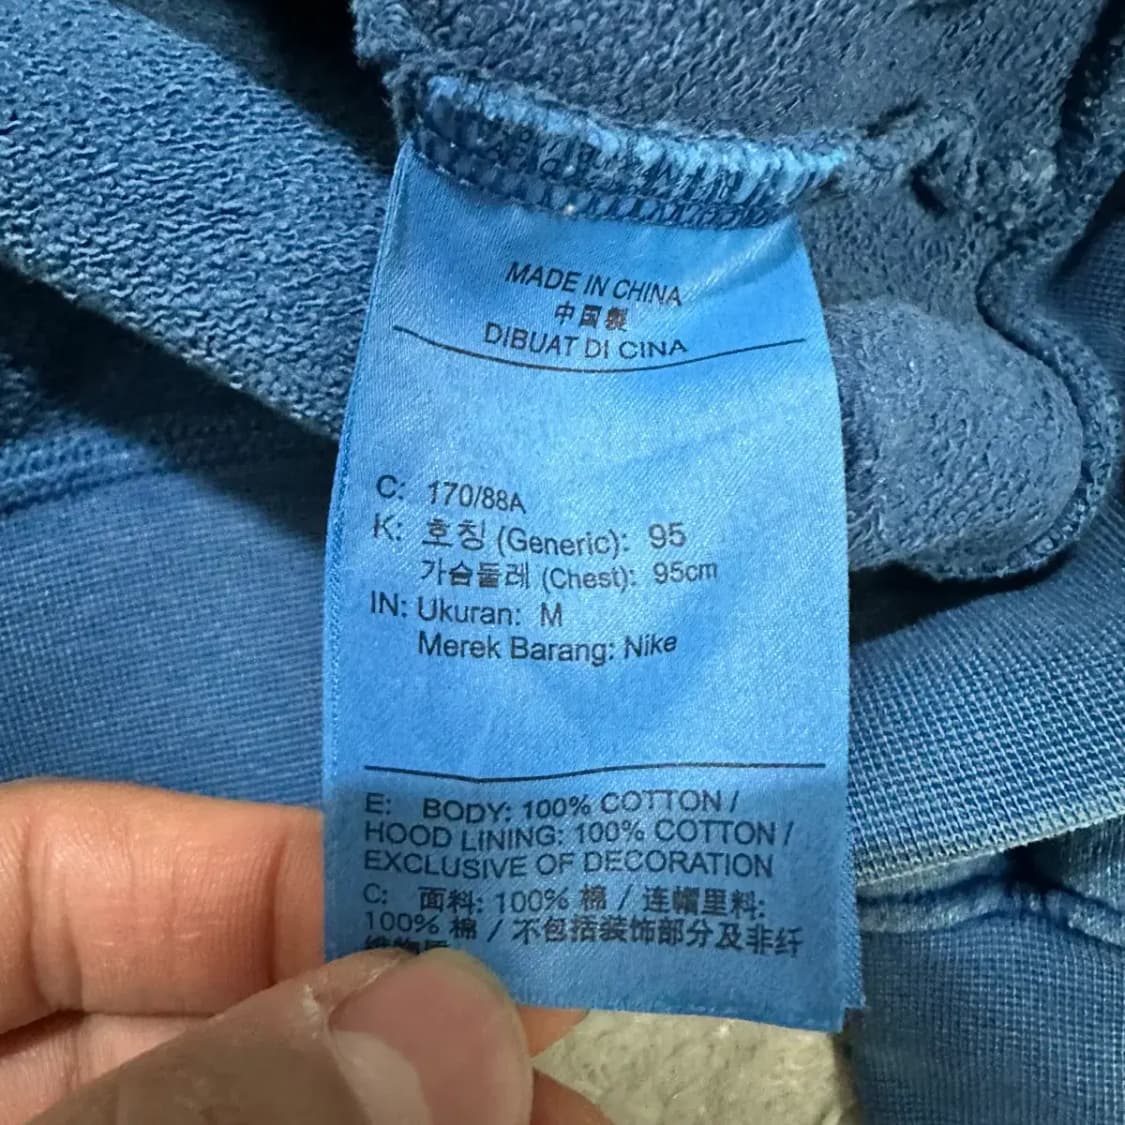 MADE IN CHINA
中国製
DIBUAT DI CINA
C: 170/88A
K: 호칭 (Generic): 95
가슴둘레 (Chest): 95cm
IN: Ukuran: M
Merek Barang: Nike
E: BODY: 100% COTTON /
HOOD LINING: 100% COTTON /
EXCLUSIVE OF DECORATION
C: 面料: 100% 棉 / 连帽里料:
100% 棉 / 不包括装饰部分及非纤